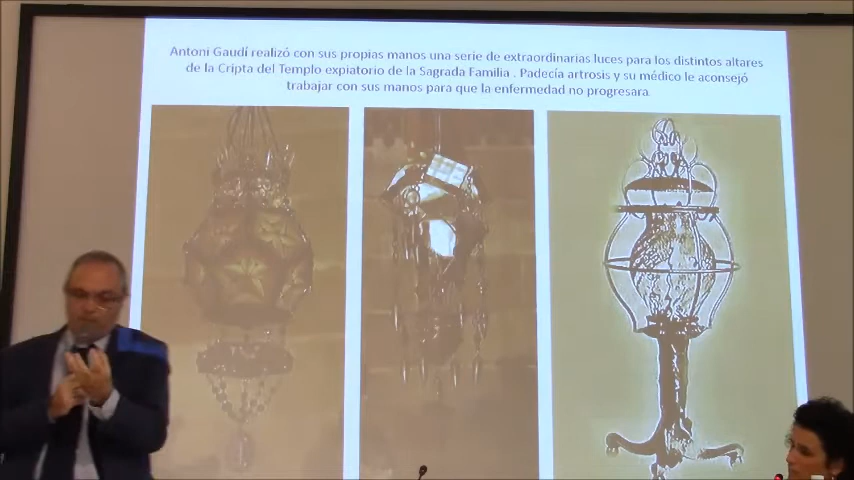 Antoni Gaudí realizó con sus propias manos una serie de extraordinarias luces para los distintos altares
de la Cripta del Templo expiatorio de la Sagrada Familia . Padecía artrosis y su médico le aconsejó
trabajar con sus manos para que la enfermedad no progresara.